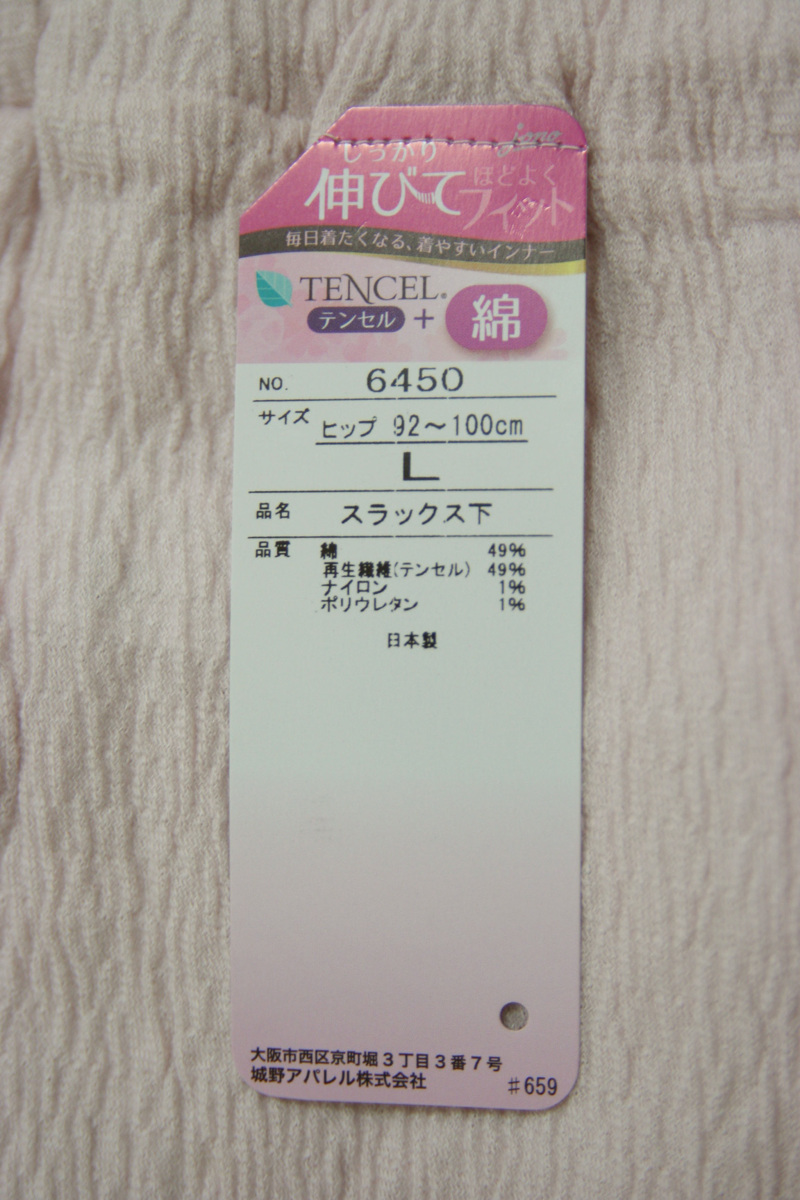 jono
しっかり
伸びて ほどよく
フィット
毎日着たくなる、着やすいインナー
TENCEL®
テンセル + 綿
NO. 6450
サイズ ヒップ 92～100cm
L
品名 スラックス下
品質 綿 49%
再生繊維(テンセル) 49%
ナイロン 1%
ポリウレタン 1%
日本製
大阪市西区京町堀3丁目3番7号
城野アパレル株式会社
#659